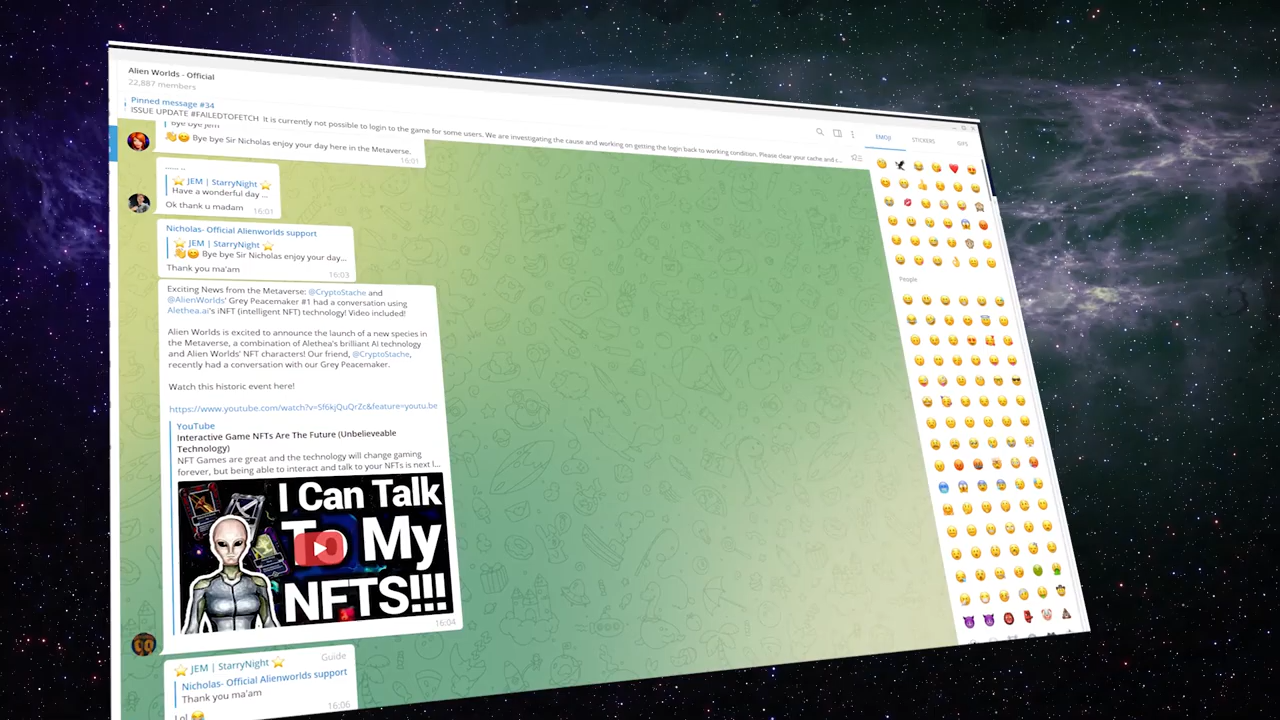 Alien Worlds - Official
22,887 members
Pinned message #34
ISSUE UPDATE #FAILEDTOFETCH It is currently not possible to login to the game for some users. We are investigating the cause and working on getting the login back to working condition. Please clear your cache and c...
EMOJI
STICKERS
GIFS
Bye bye Jem
👋😊 Bye bye Sir Nicholas enjoy your day here in the Metaverse.
16:01
⭐ JEM | StarryNight ⭐
Have a wonderful day ...
Ok thank u madam
16:01
Nicholas- Official Alienworlds support
⭐ JEM | StarryNight ⭐
👋😊 Bye bye Sir Nicholas enjoy your day...
Thank you ma'am
16:03
Exciting News from the Metaverse: @CryptoStache and
@AlienWorlds' Grey Peacemaker #1 had a conversation using
Alethea.ai's iNFT (intelligent NFT) technology! Video included!
Alien Worlds is excited to announce the launch of a new species in
the Metaverse, a combination of Alethea's brilliant AI technology
and Alien Worlds' NFT characters! Our friend, @CryptoStache,
recently had a conversation with our Grey Peacemaker.
Watch this historic event here!
https://www.youtube.com/watch?v=5f6kjQuQrZc&feature=youtu.be
YouTube
Interactive Game NFTs Are The Future (Unbelieveable
Technology)
NFT Games are great and the technology will change gaming
forever, but being able to interact and talk to your NFTs is next l...
I Can Talk
To My
NFTS!!!
16:04
⭐ JEM | StarryNight ⭐
Guide
Nicholas- Official Alienworlds support
Thank you ma'am
16:06
Lol 😂
People